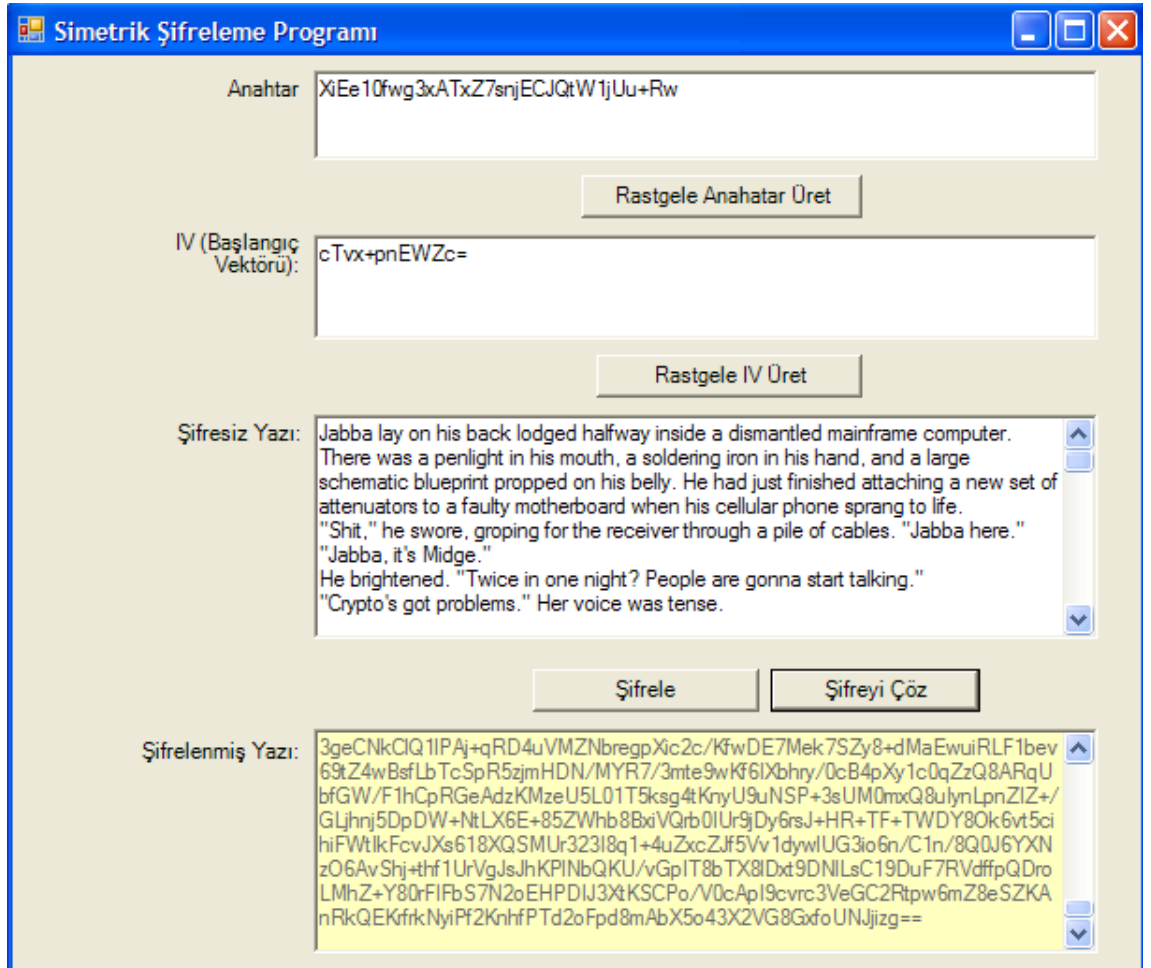 Simetrik Şifreleme Programı
Anahtar
XiEe10fwg3xATxZ7snjECJQtW1jUu+Rw
Rastgele Anahatar Üret
IV (Başlangıç
Vektörü):
cTvx+pnEWZc=
Rastgele IV Üret
Şifresiz Yazı:
Jabba lay on his back lodged halfway inside a dismantled mainframe computer.
There was a penlight in his mouth, a soldering iron in his hand, and a large
schematic blueprint propped on his belly. He had just finished attaching a new set of
attenuators to a faulty motherboard when his cellular phone sprang to life.
"Shit," he swore, groping for the receiver through a pile of cables. "Jabba here."
"Jabba, it's Midge."
He brightened. "Twice in one night? People are gonna start talking."
"Crypto's got problems." Her voice was tense.
Şifrele
Şifreyi Çöz
Şifrelenmiş Yazı:
3geCNkClQ1lPAj+qRD4uVMZNbregpXic2c/KfwDE7Mek7SZy8+dMaEwuiRLF1bev
69tZ4wBsfLbTcSpR5zjmHDN/MYR7/3mte9wKf6IXbhry/0cB4pXy1c0qZzQ8ARqU
bfGW/F1hCpRGeAdzKMzeU5L01T5ksg4tKnyU9uNSP+3sUM0mxQ8ulynLpnZIZ+/
GLjhnj5DpDW+NtLX6E+85ZWhb8BxiVQrb0IUr9jDy6rsJ+HR+TF+TWDY8Ok6vt5ci
hiFWtIkFcvJXs618XQSMUr323I8q1+4uZxcZJf5Vv1dywlUG3io6n/C1n/8Q0J6YXN
zO6AvShj+thf1UrVgJsJhKPlNbQKU/vGpIT8bTX8lDxt9DNlLsC19DuF7RVdffpQDro
LMhZ+Y80rFIFbS7N2oEHPDIJ3XtKSCPo/V0cApI9cvrc3VeGC2Rtpw6mZ8eSZKA
nRkQEKrfrkNyiPf2KnhfPTd2oFpd8mAbX5o43X2VG8GxfoUNJjizg==